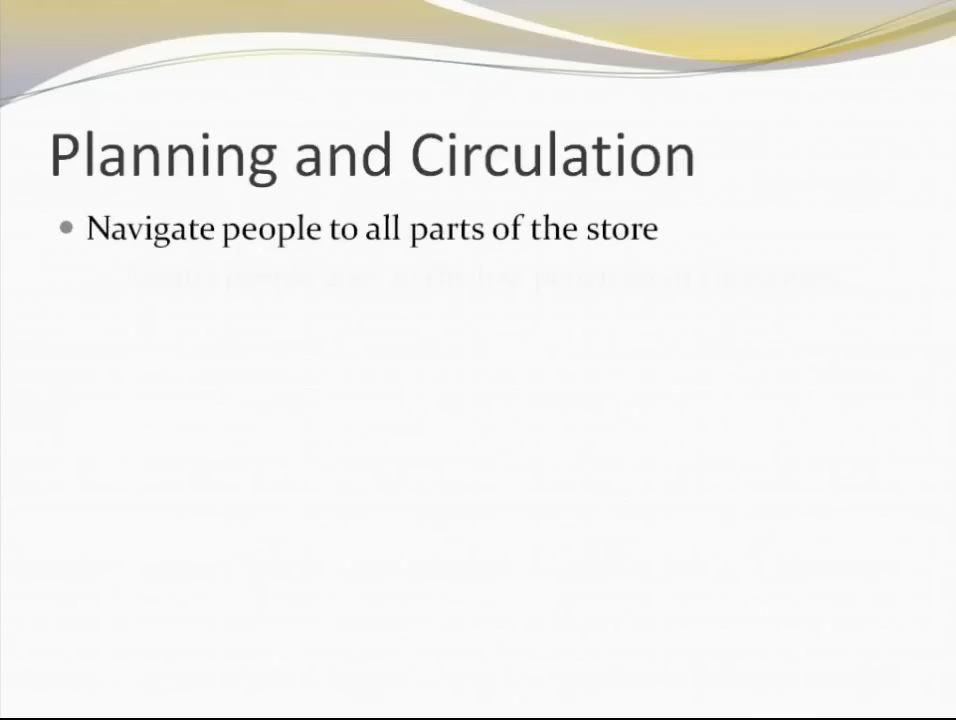 Planning and Circulation
Navigate people to all parts of the store